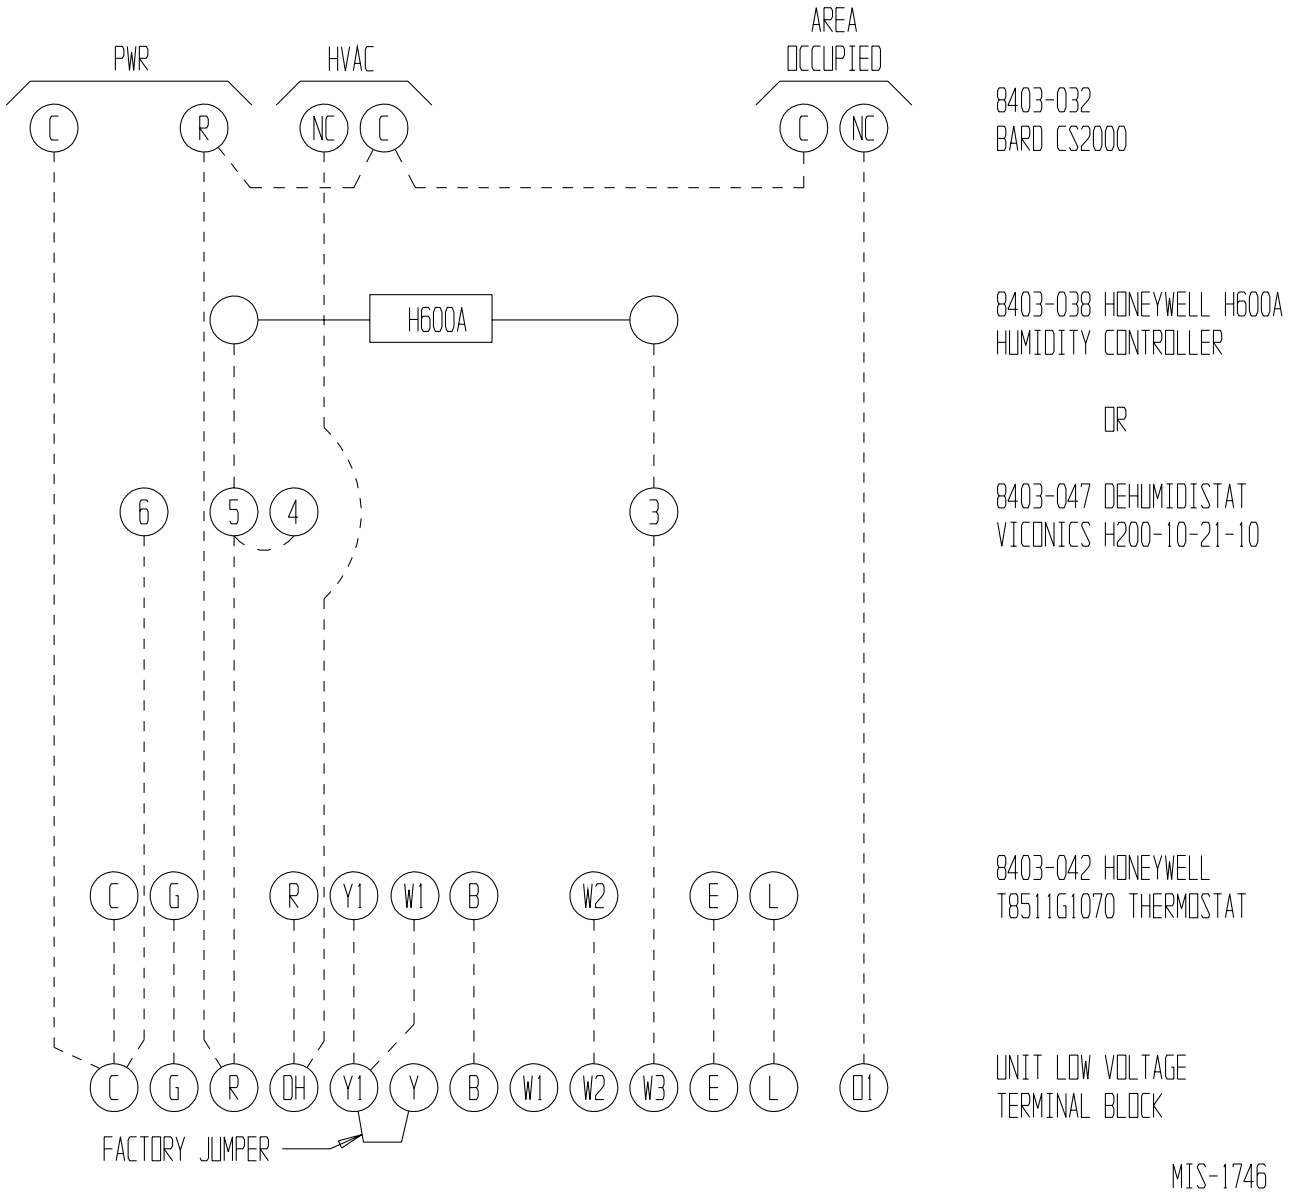 AREA
PWR HVAC OCCUPIED
8403-032
C R NC C C NC
BARD CS2000
8403-038 HONEYWELL H600A
H600A
HUMIDITY CONTROLLER
OR
8403-047 DEHUMIDISTAT
6 5 4 3
VICONICS H200-10-21-10
8403-042 HONEYWELL
C G R Y1 W1 B W2 E L
T8511G1070 THERMOSTAT
UNIT LOW VOLTAGE
C G R DH Y1 Y B W1 W2 W3 E L O1
TERMINAL BLOCK
FACTORY JUMPER
MIS-1746